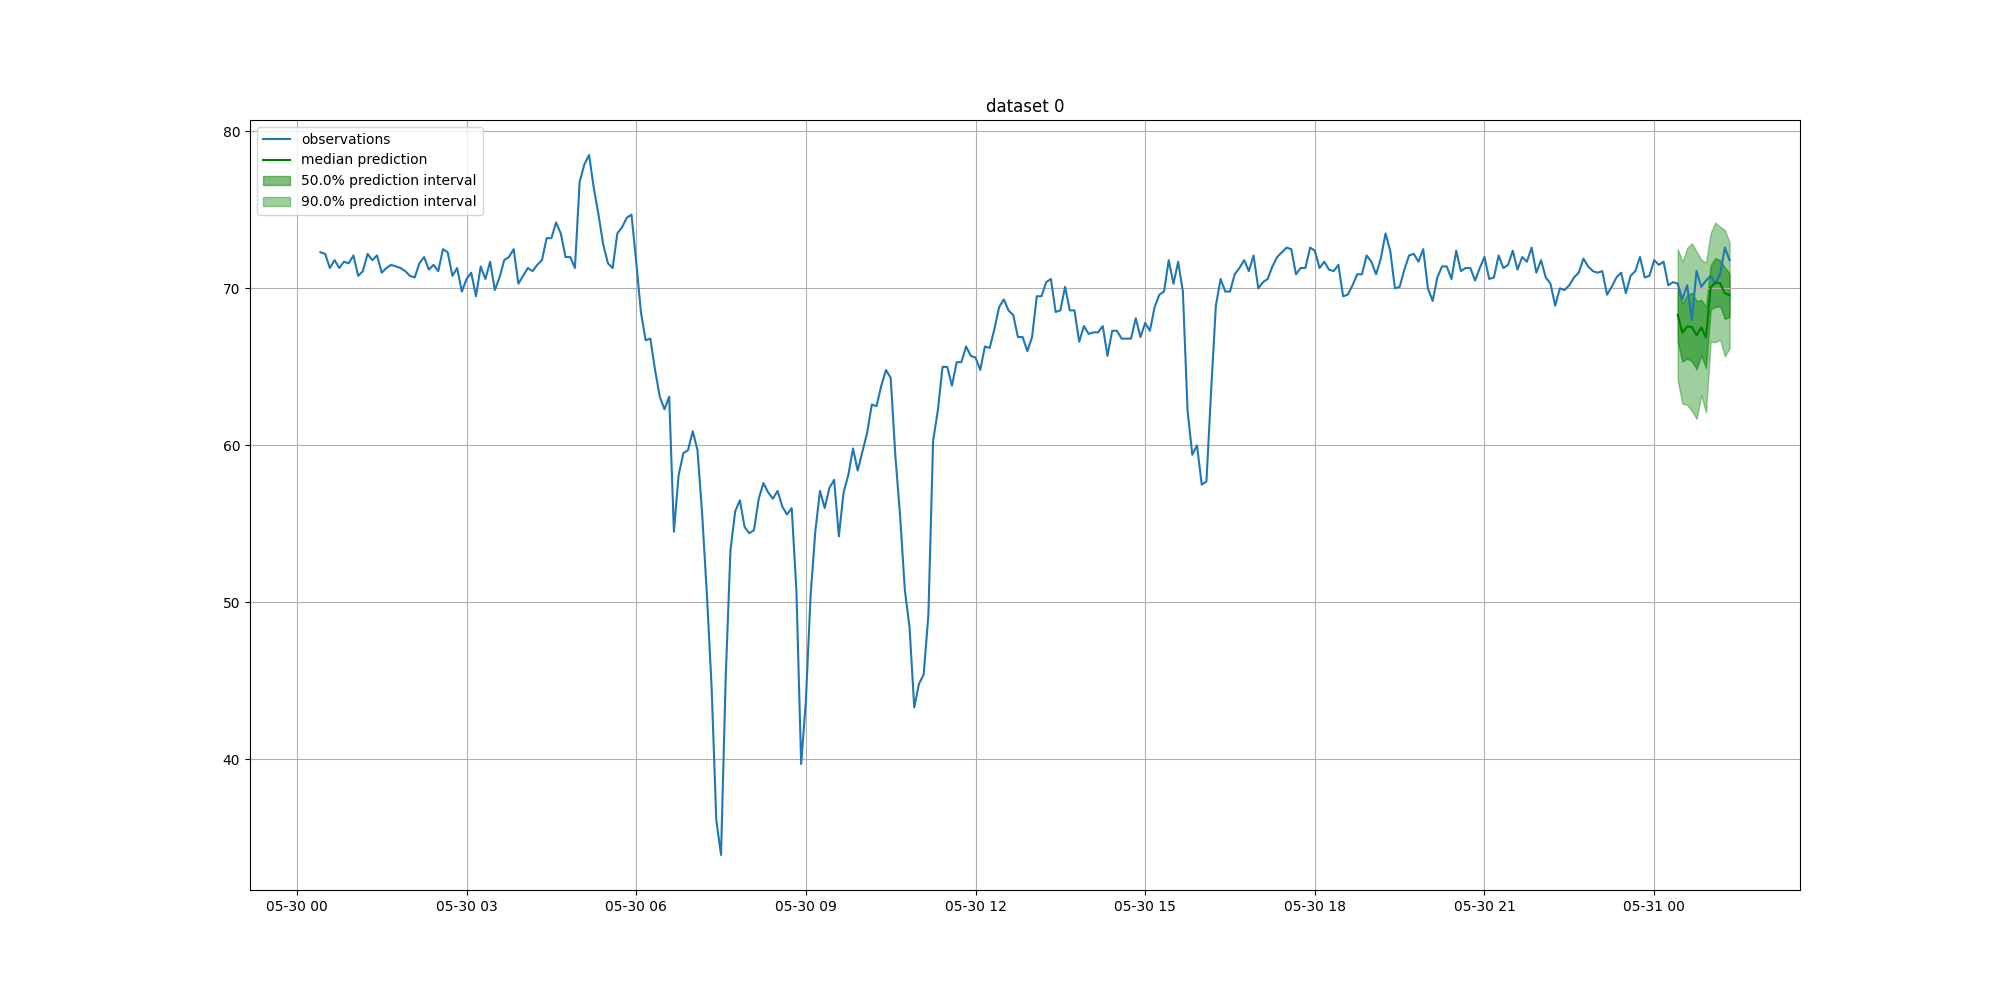 dataset 0
observations
median prediction
50.0% prediction interval
90.0% prediction interval
80
70
60
50
40
05-30 00
05-30 03
05-30 06
05-30 09
05-30 12
05-30 15
05-30 18
05-30 21
05-31 00